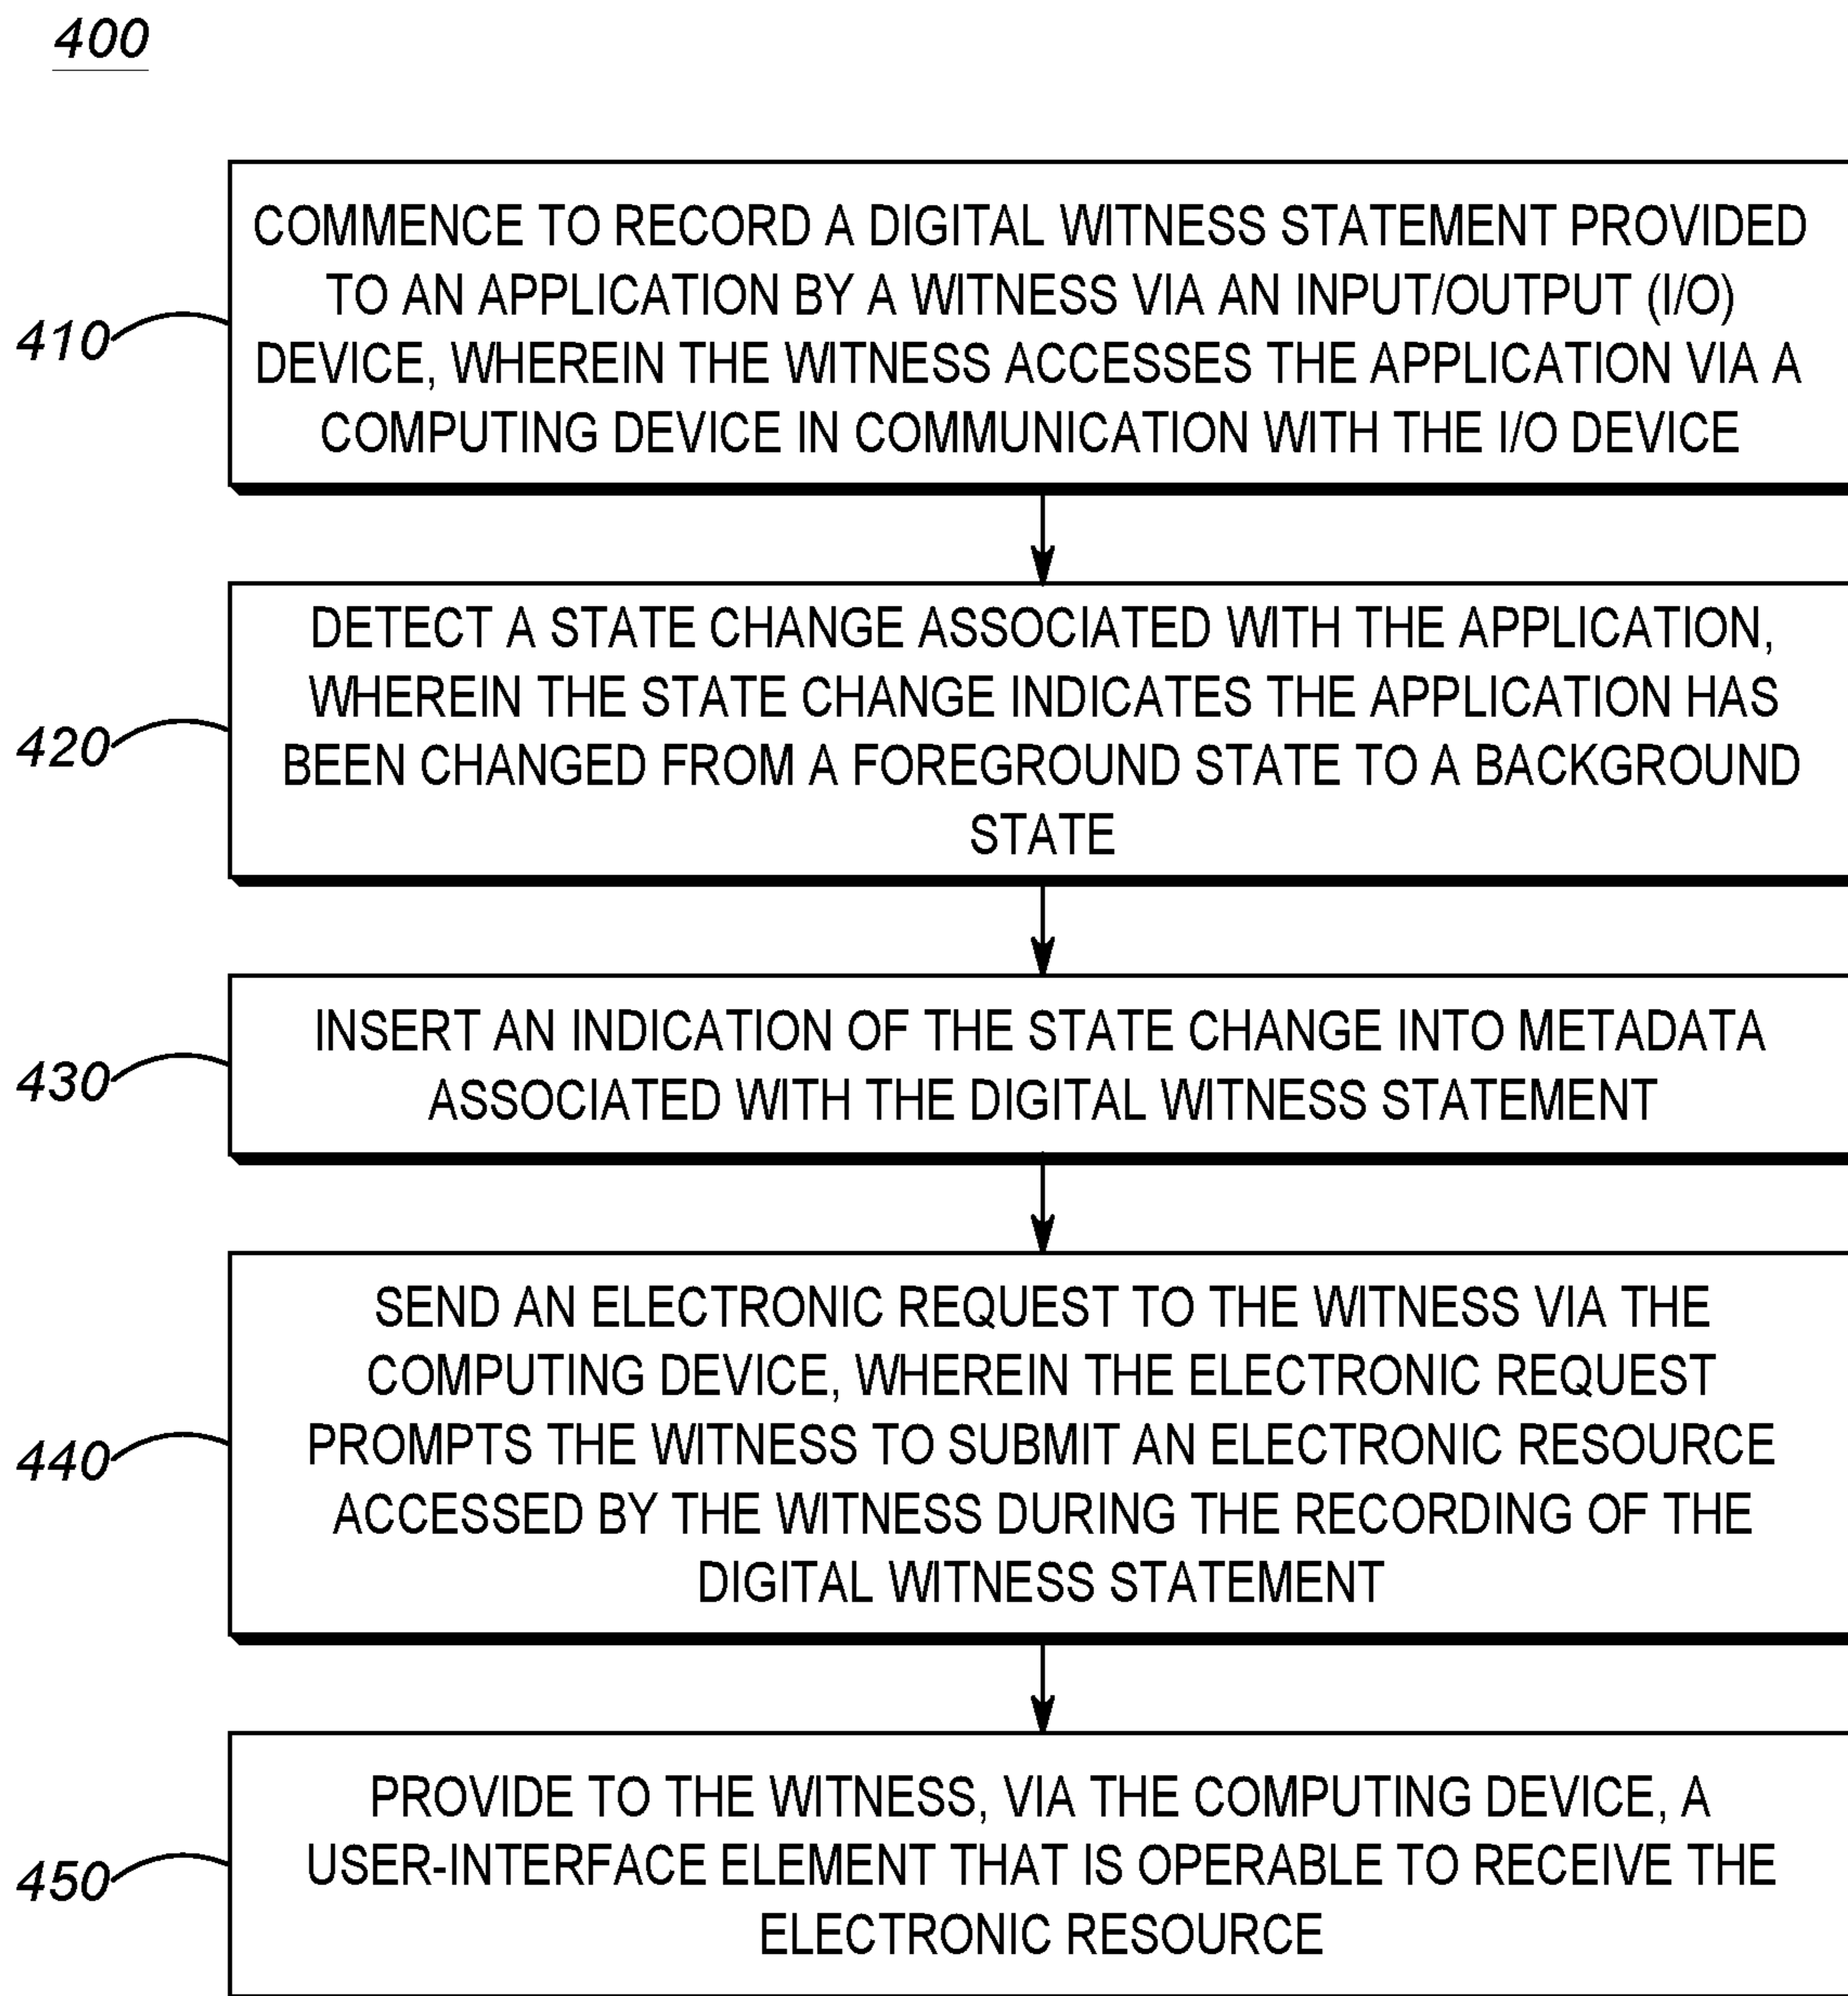 400
410
COMMENCE TO RECORD A DIGITAL WITNESS STATEMENT PROVIDED
TO AN APPLICATION BY A WITNESS VIA AN INPUT/OUTPUT (I/O)
DEVICE, WHEREIN THE WITNESS ACCESSES THE APPLICATION VIA A
COMPUTING DEVICE IN COMMUNICATION WITH THE I/O DEVICE
420
DETECT A STATE CHANGE ASSOCIATED WITH THE APPLICATION,
WHEREIN THE STATE CHANGE INDICATES THE APPLICATION HAS
BEEN CHANGED FROM A FOREGROUND STATE TO A BACKGROUND
STATE
430
INSERT AN INDICATION OF THE STATE CHANGE INTO METADATA
ASSOCIATED WITH THE DIGITAL WITNESS STATEMENT
440
SEND AN ELECTRONIC REQUEST TO THE WITNESS VIA THE
COMPUTING DEVICE, WHEREIN THE ELECTRONIC REQUEST
PROMPTS THE WITNESS TO SUBMIT AN ELECTRONIC RESOURCE
ACCESSED BY THE WITNESS DURING THE RECORDING OF THE
DIGITAL WITNESS STATEMENT
450
PROVIDE TO THE WITNESS, VIA THE COMPUTING DEVICE, A
USER-INTERFACE ELEMENT THAT IS OPERABLE TO RECEIVE THE
ELECTRONIC RESOURCE